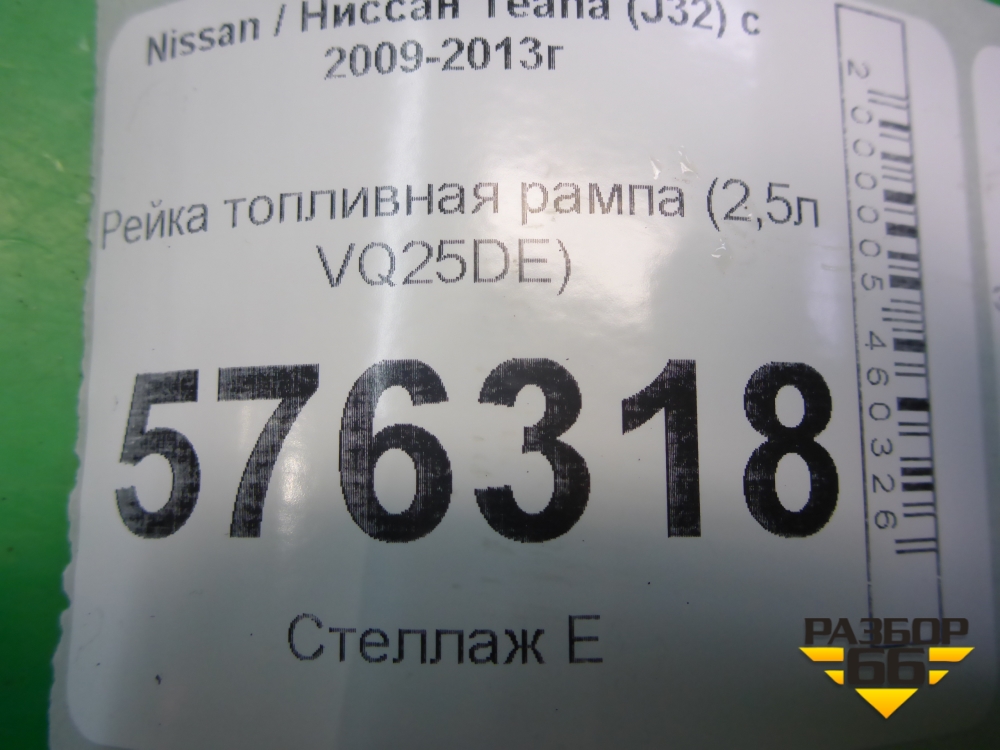 Nissan / Ниссан Teana (J32) с
2009-2013г
Рейка топливная рампа (2,5л
VQ25DE)
576318
Стеллаж Е
2000005460326
РАЗБОР
66